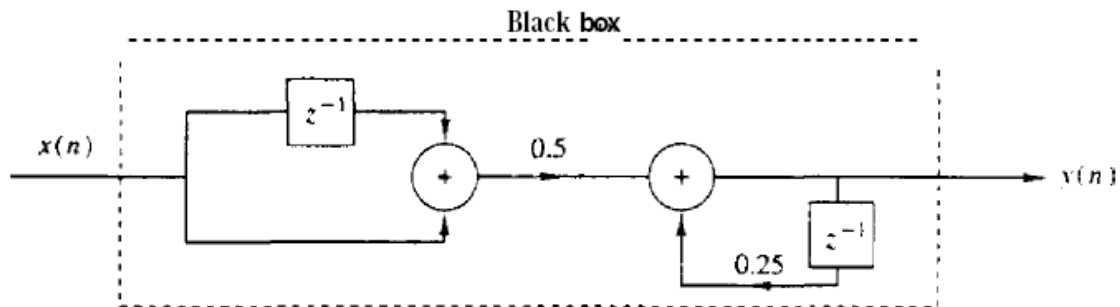 Black box
z⁻¹
x(n)
+
0.5
+
y(n)
z⁻¹
0.25